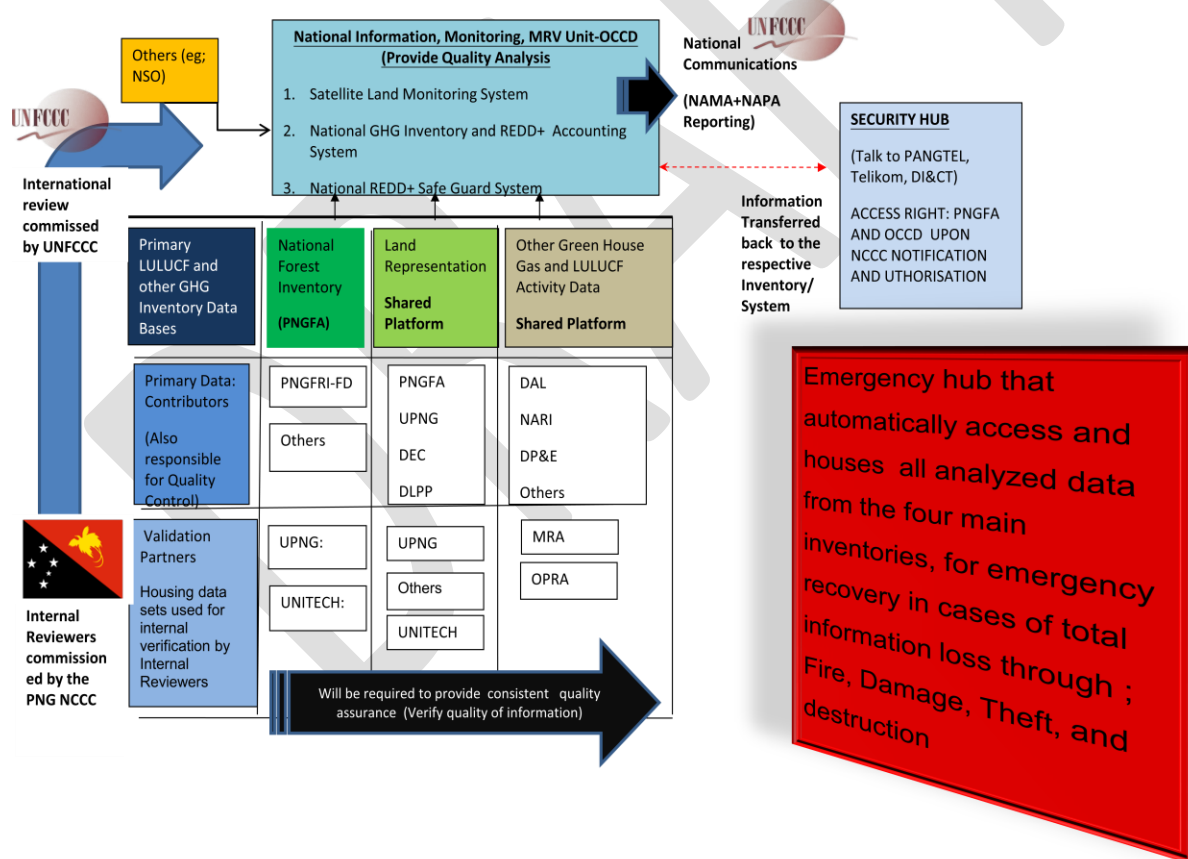 UNFCCC
Others (eg;
NSO)
National Information, Monitoring, MRV Unit-OCCD
(Provide Quality Analysis
1. Satellite Land Monitoring System
2. National GHG Inventory and REDD+ Accounting
System
3. National REDD+ Safe Guard System
UNFCCC
National
Communications
(NAMA+NAPA
Reporting)
SECURITY HUB
(Talk to PANGTEL,
Telikom, DI&CT)
ACCESS RIGHT: PNGFA
AND OCCD UPON
NCCC NOTIFICATION
AND UTHORISATION
Information
Transferred
back to the
respective
Inventory/
System
International
review
commissed
by UNFCCC
Primary
LULUCF and
other GHG
Inventory Data
Bases
National
Forest
Inventory
(PNGFA)
Land
Representation
Shared
Platform
Other Green House
Gas and LULUCF
Activity Data
Shared Platform
Primary Data:
Contributors
(Also
responsible
for Quality
Control)
PNGFRI-FD
Others
PNGFA
UPNG
DEC
DLPP
DAL
NARI
DP&E
Others
Validation
Partners
Housing data
sets used for
internal
verification by
Internal
Reviewers
UPNG:
UNITECH:
UPNG
Others
UNITECH
MRA
OPRA
Internal
Reviewers
commission
ed by the
PNG NCCC
Will be required to provide consistent quality
assurance (Verify quality of information)
Emergency hub that
automatically access and
houses all analyzed data
from the four main
inventories, for emergency
recovery in cases of total
information loss through ;
Fire, Damage, Theft, and
destruction